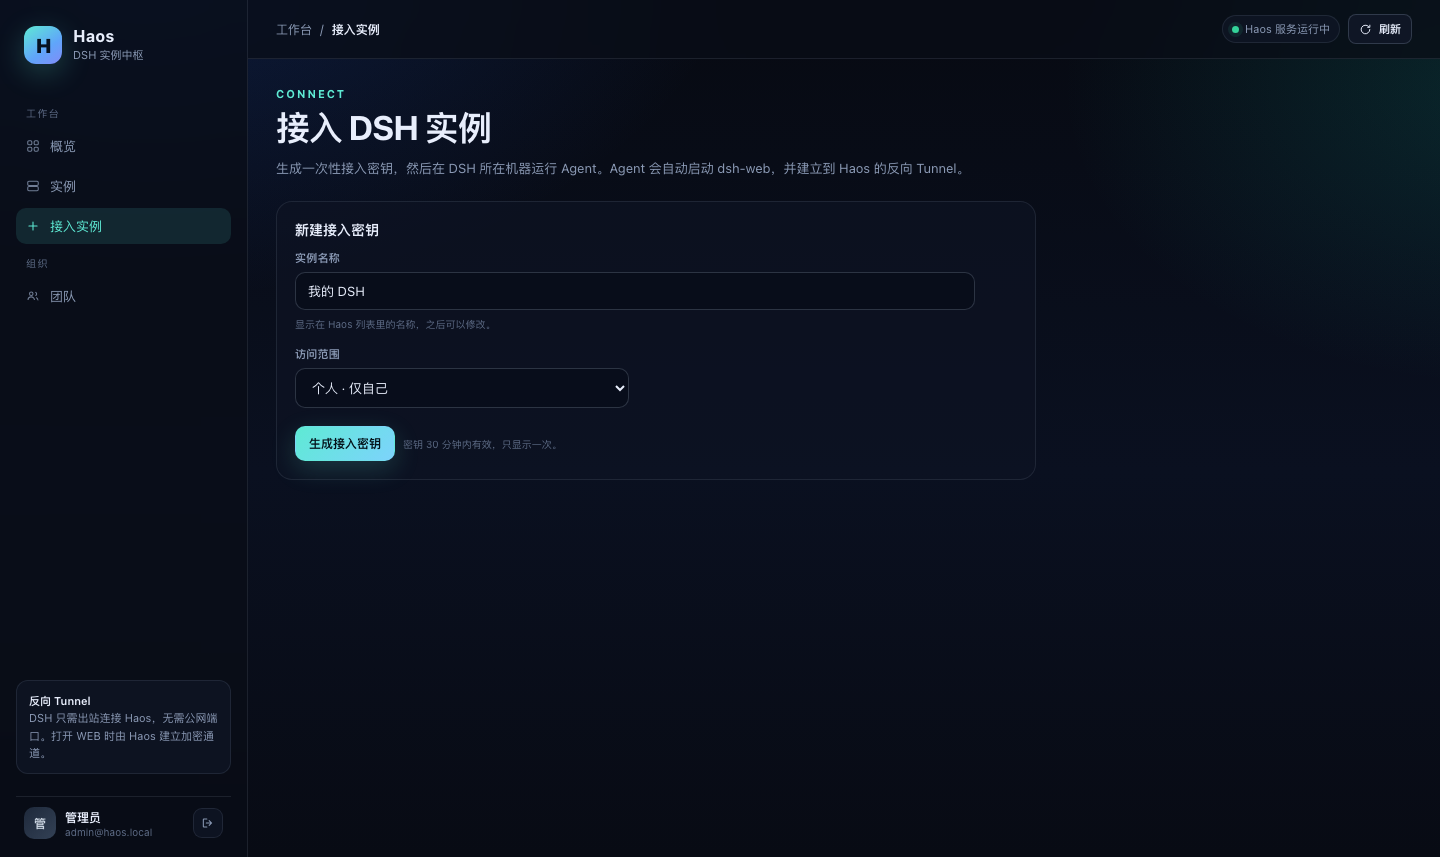 H
Haos
DSH 实例中枢
工作台
概览
实例
接入实例
组织
团队
反向 Tunnel
DSH 只需出站连接 Haos，无需公网端
口。打开 WEB 时由 Haos 建立加密通
道。
管
管理员
admin@haos.local
工作台 / 接入实例
Haos 服务运行中
刷新
CONNECT
接入 DSH 实例
生成一次性接入密钥，然后在 DSH 所在机器运行 Agent。Agent 会自动启动 dsh-web，并建立到 Haos 的反向 Tunnel。
新建接入密钥
实例名称
我的 DSH
显示在 Haos 列表里的名称，之后可以修改。
访问范围
个人 · 仅自己
生成接入密钥
密钥 30 分钟内有效，只显示一次。